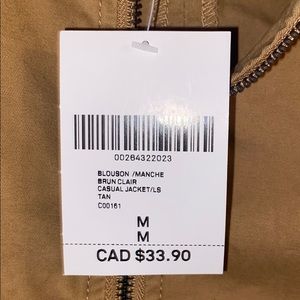 00284322023
BLOUSON /MANCHE
BRUN CLAIR
CASUAL JACKET/LS
TAN
C00161
M
M
CAD $33.90